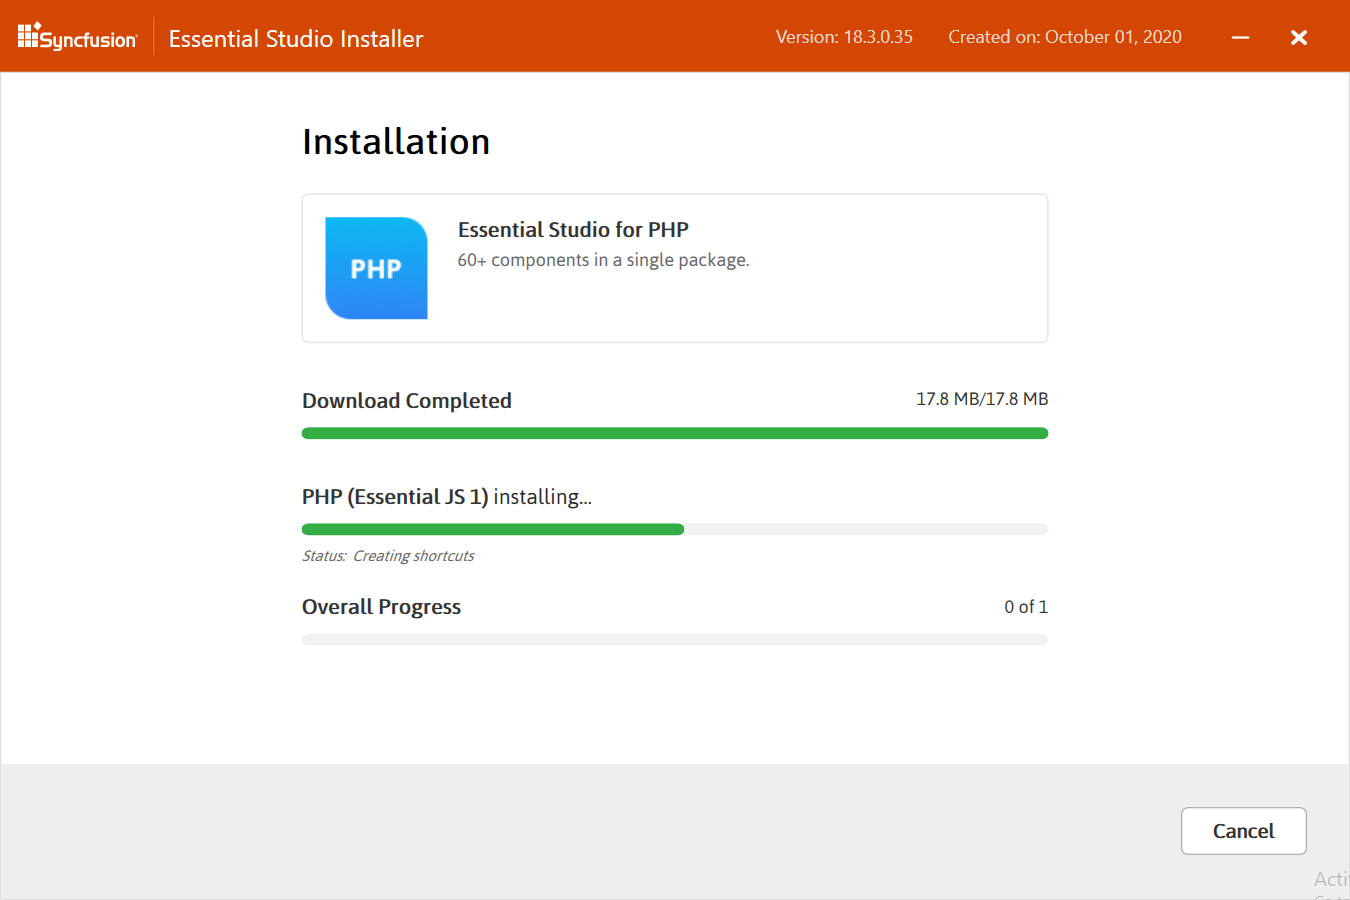 Syncfusion
Essential Studio Installer
Version: 18.3.0.35
Created on: October 01, 2020
Installation
PHP
Essential Studio for PHP
60+ components in a single package.
Download Completed
17.8 MB/17.8 MB
PHP (Essential JS 1) installing...
Status: Creating shortcuts
Overall Progress
0 of 1
Cancel